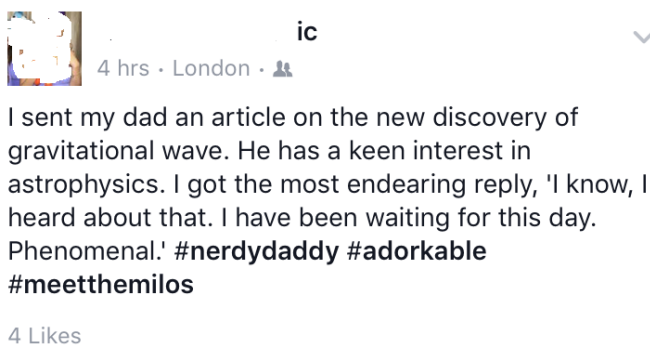 ic
4 hrs · London ·
I sent my dad an article on the new discovery of
gravitational wave. He has a keen interest in
astrophysics. I got the most endearing reply, 'I know, I
heard about that. I have been waiting for this day.
Phenomenal.' #nerdydaddy #adorkable
#meetthemilos
4 Likes